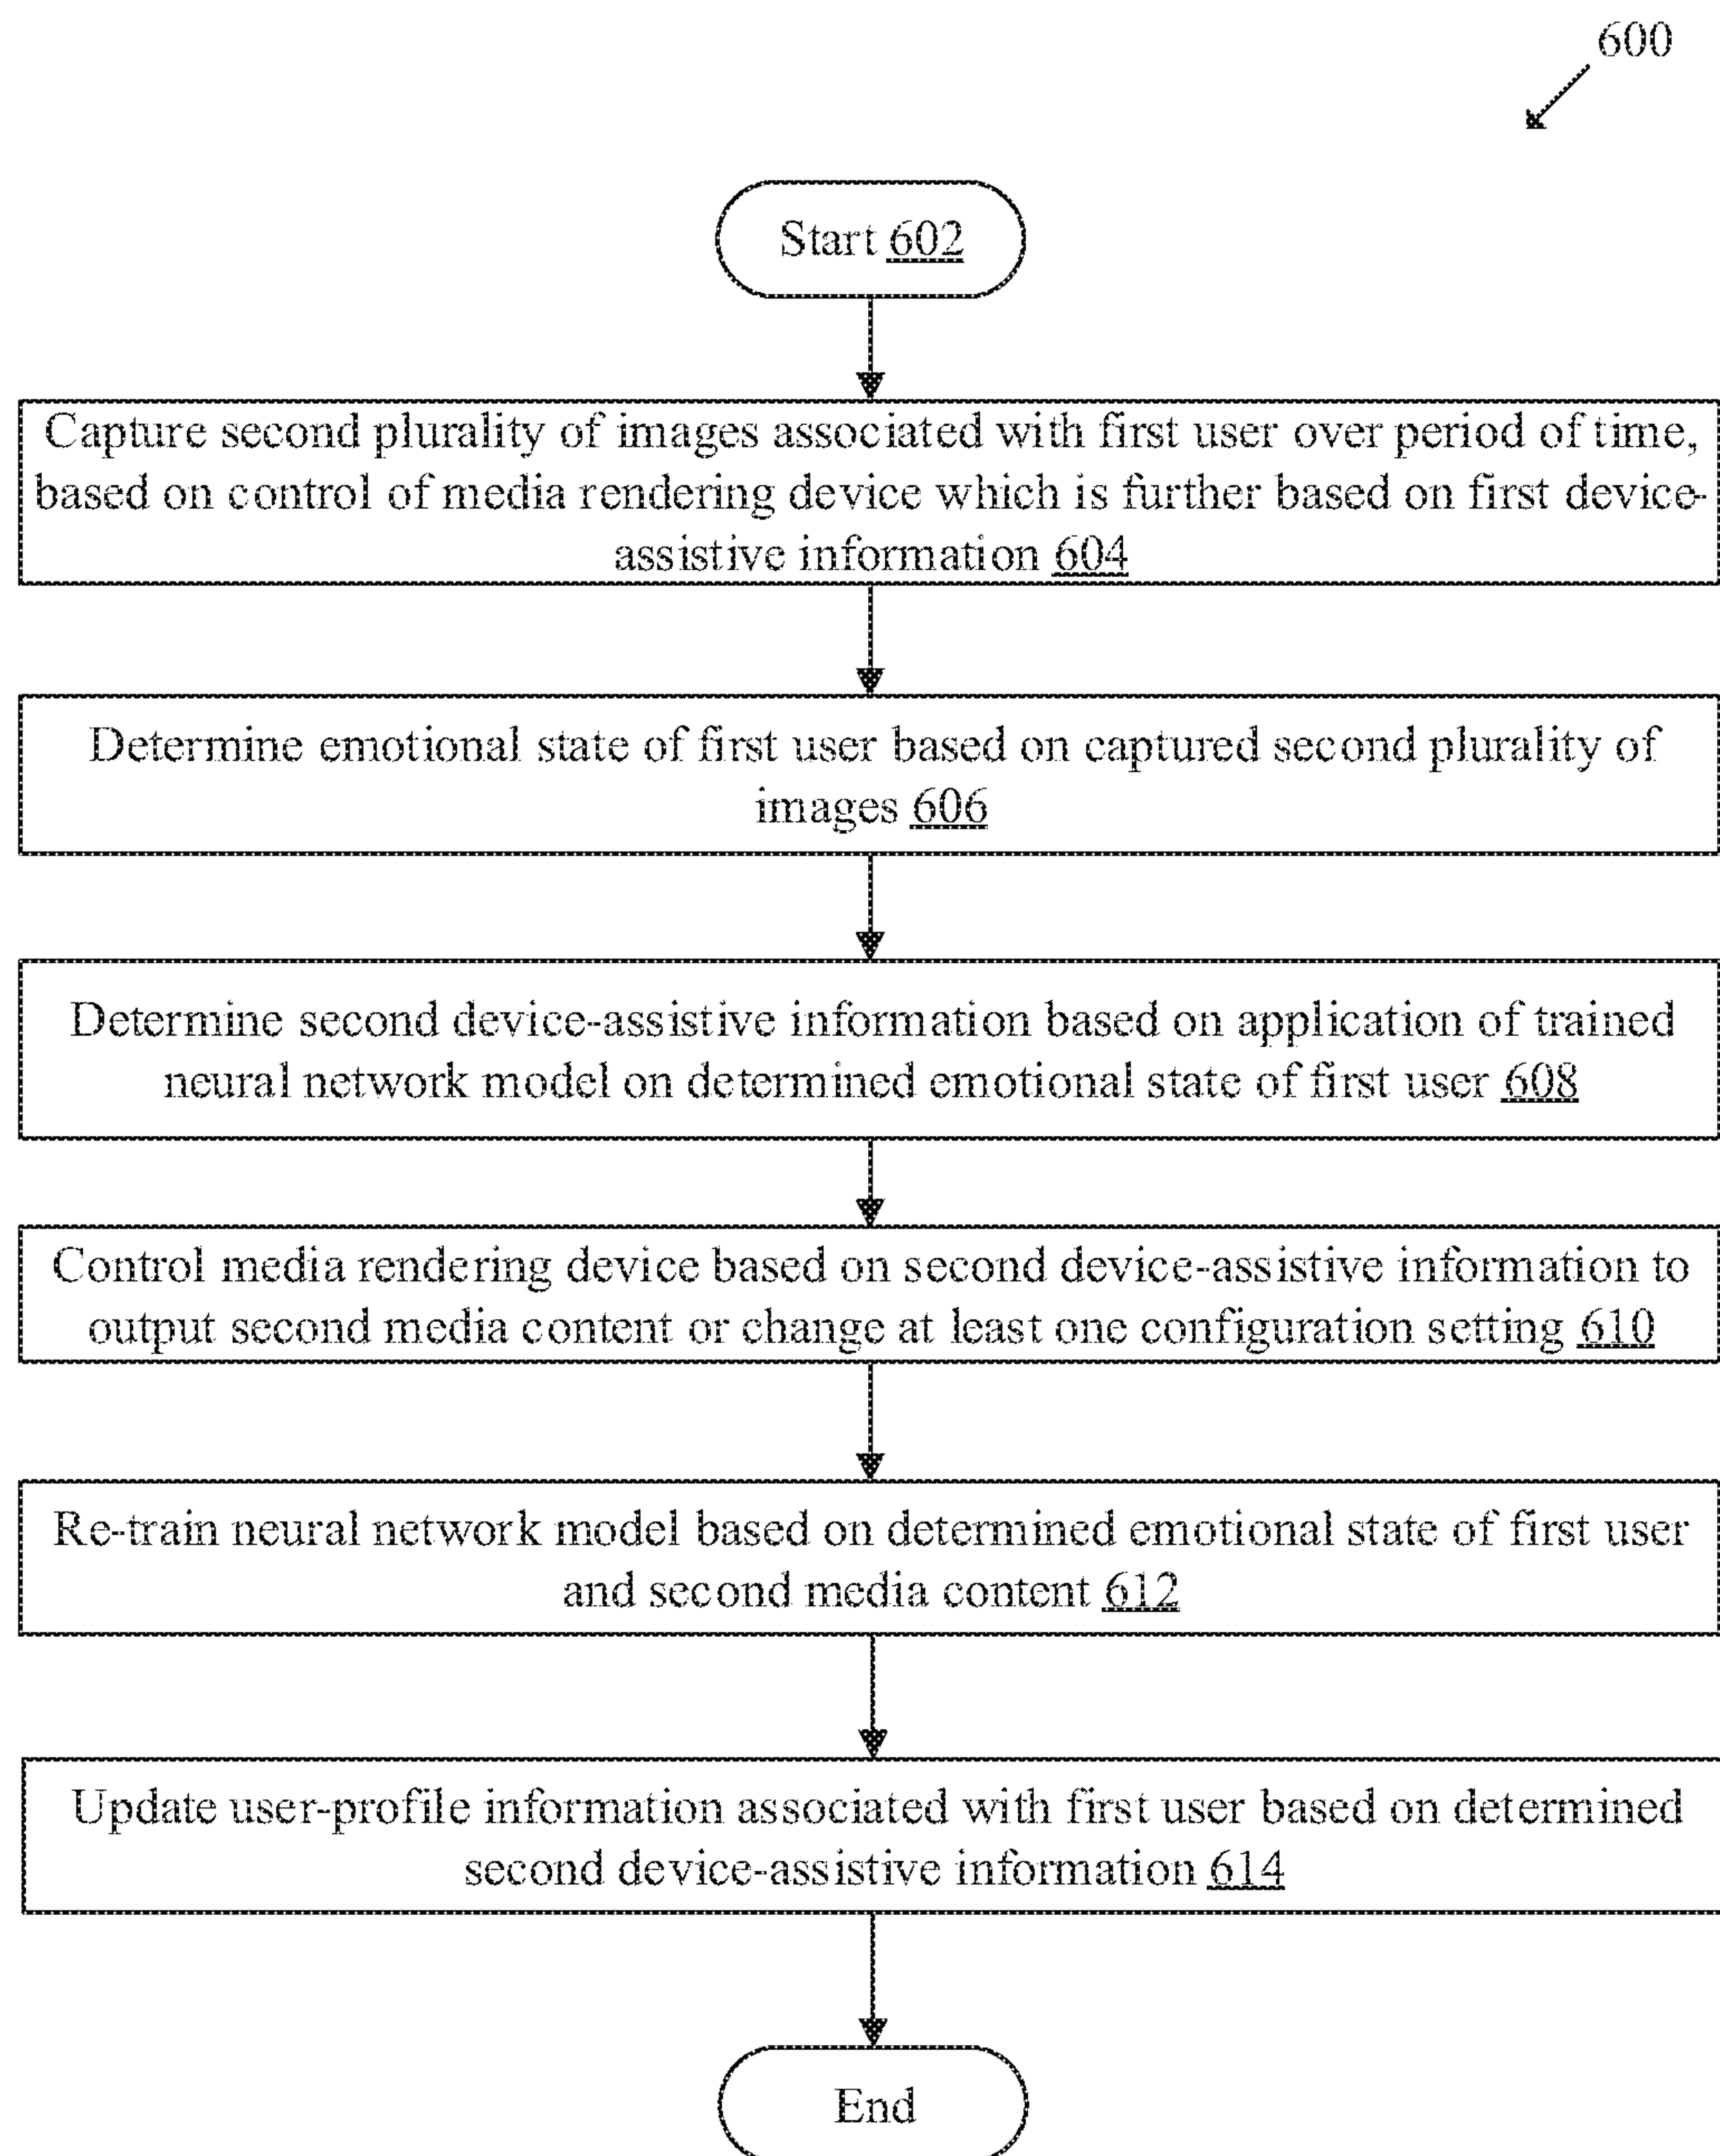 600
Start 602
Capture second plurality of images associated with first user over period of time,
based on control of media rendering device which is further based on first device-
assistive information 604
Determine emotional state of first user based on captured second plurality of
images 606
Determine second device-assistive information based on application of trained
neural network model on determined emotional state of first user 608
Control media rendering device based on second device-assistive information to
output second media content or change at least one configuration setting 610
Re-train neural network model based on determined emotional state of first user
and second media content 612
Update user-profile information associated with first user based on determined
second device-assistive information 614
End